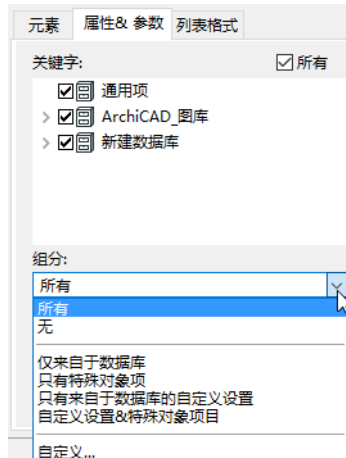 元素 属性& 参数 列表格式
关键字: 所有
通用项
ArchiCAD_图库
新建数据库
组分:
所有
所有
无
仅来自于数据库
只有特殊对象项
只有来自于数据库的自定义设置
自定义设置&特殊对象项目
自定义...